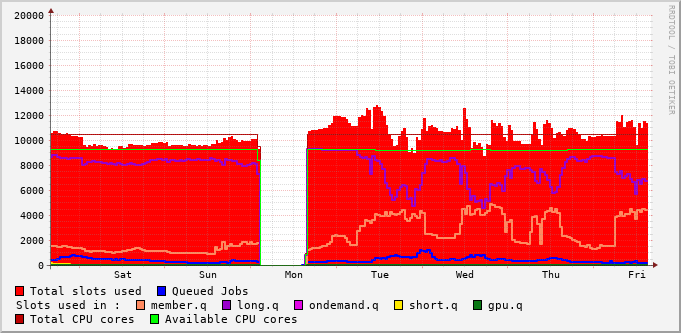 RRDTOOL / TOBI OETIKER
20000
18000
16000
14000
12000
10000
8000
6000
4000
2000
0
Sat Sun Mon Tue Wed Thu Fri
Total slots used Queued Jobs
Slots used in : member.q long.q ondemand.q short.q gpu.q
Total CPU cores Available CPU cores